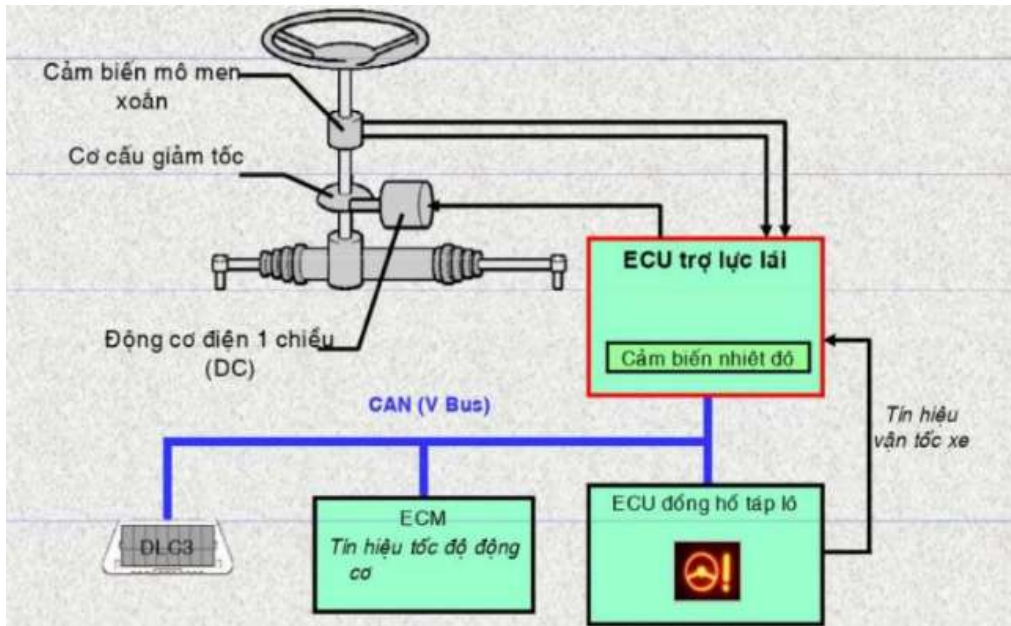 Cảm biến mô men
xoắn
Cơ cấu giảm tốc
ECU trợ lực lái
Cảm biến nhiêt đô
Động cơ điện 1 chiều
(DC)
CAN (V Bus)
Tín hiệu
vận tốc xe
DLC3
ECM
Tín hiệu tốc độ động
cơ
ECU đồng hồ táp lô
!